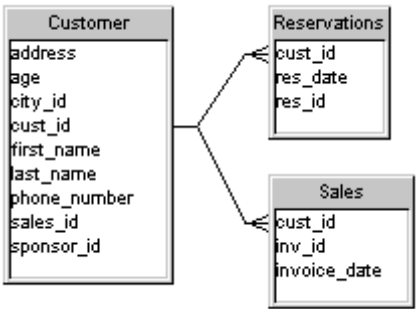 Customer
address
age
city_id
cust_id
first_name
last_name
phone_number
sales_id
sponsor_id
Reservations
cust_id
res_date
res_id
Sales
cust_id
inv_id
invoice_date